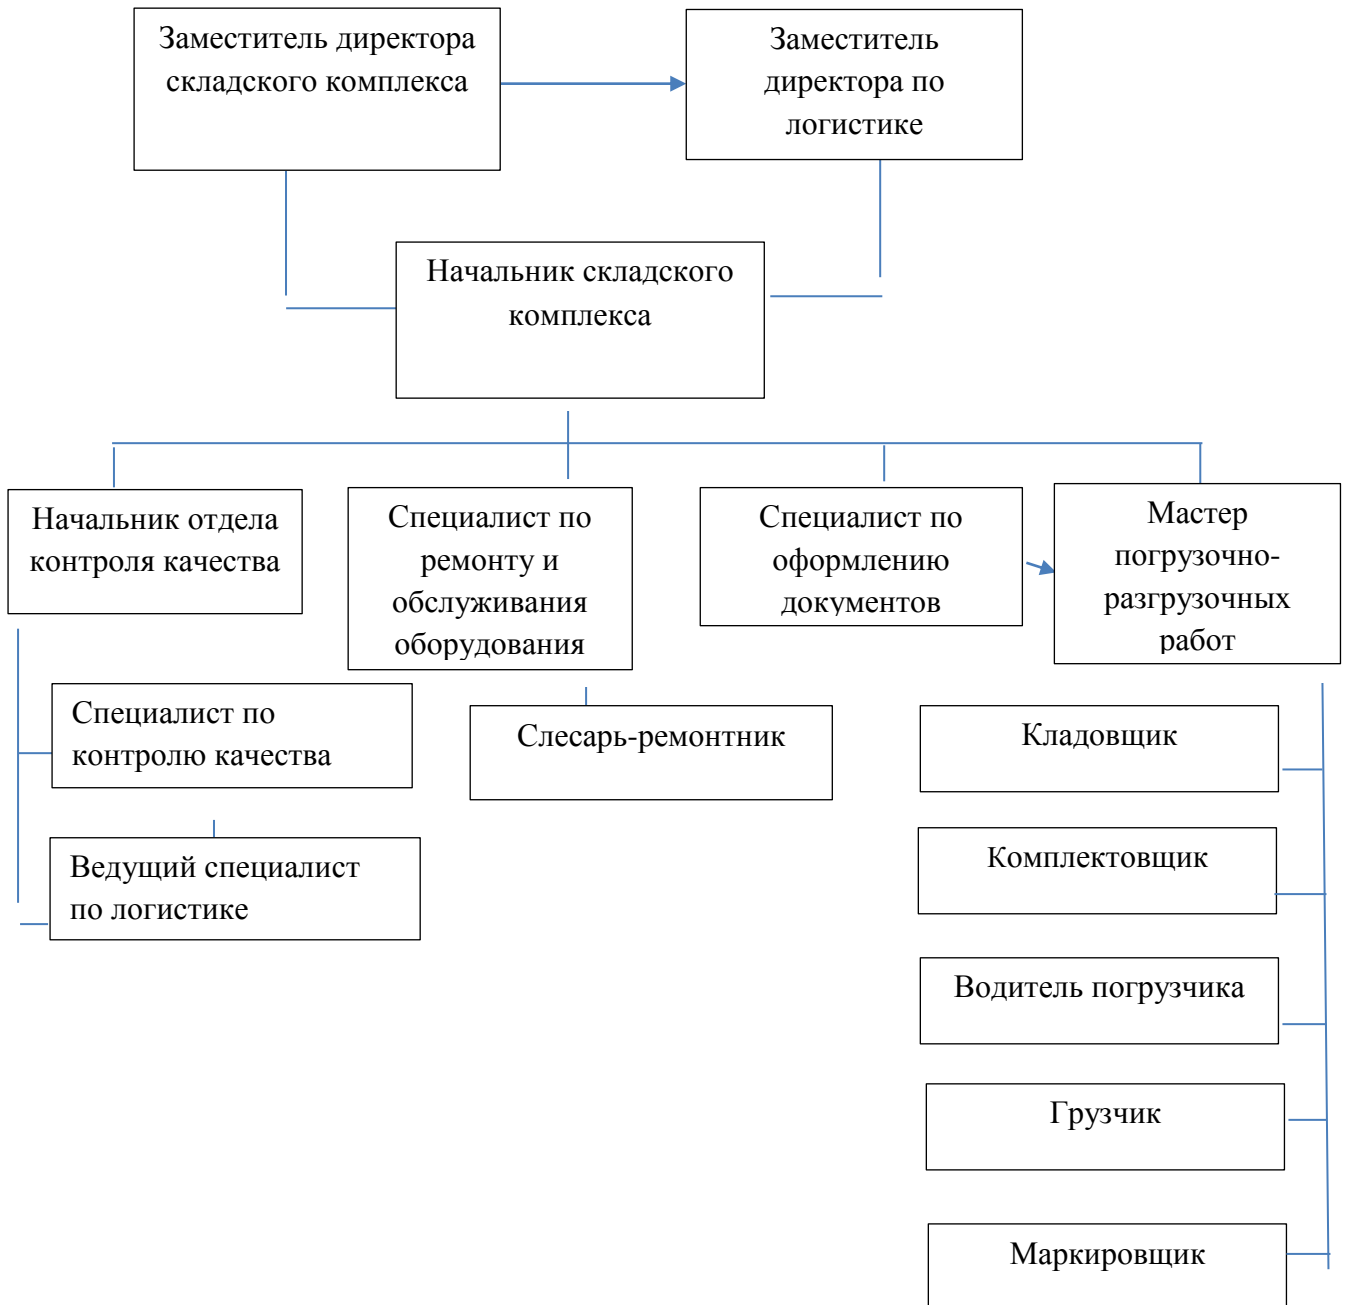 Заместитель директора
складского комплекса
Заместитель
директора по
логистике
Начальник складского
комплекса
Начальник отдела
контроля качества
Специалист по
ремонту и
обслуживания
оборудования
Специалист по
оформлению
документов
Мастер
погрузочно-
разгрузочных
работ
Специалист по
контролю качества
Слесарь-ремонтник
Кладовщик
Ведущий специалист
по логистике
Комплектовщик
Водитель погрузчика
Грузчик
Маркировщик